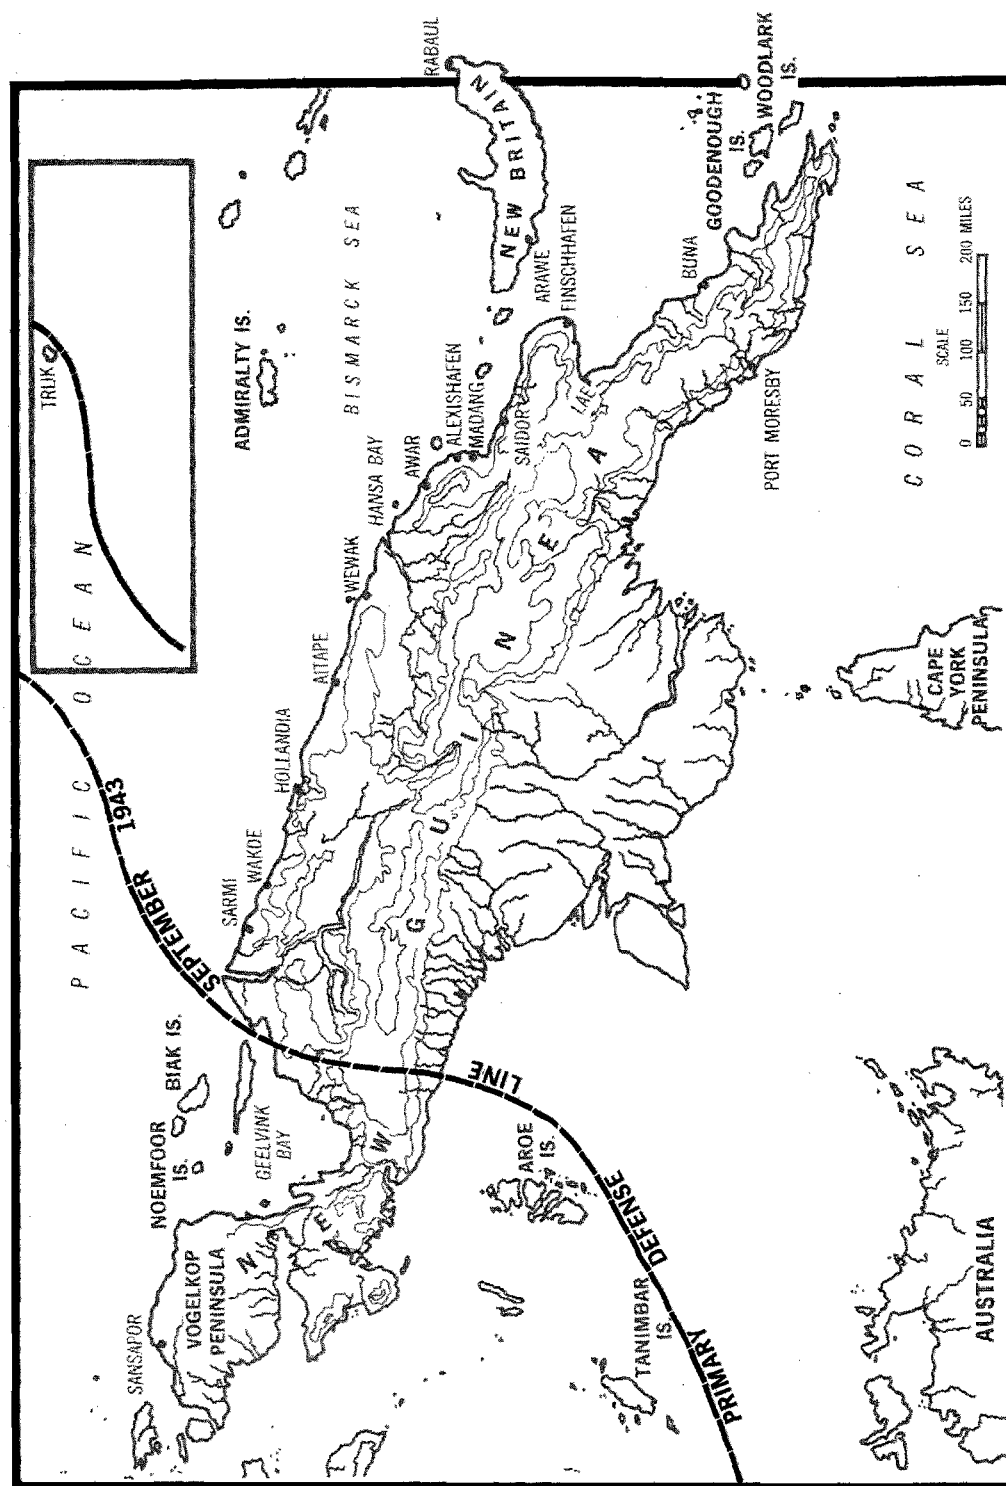 PACIFIC OCEAN
TRUK
SEPTEMBER 1943
PRIMARY DEFENSE LINE
SANSAPOR
VOGELKOP
PENINSULA
NOEMFOOR
IS.
BIAK IS.
GEELVINK
BAY
SARMI
WAKDE
HOLLANDIA
AITAPE
WEWAK
HANSA BAY
AWAR
ALEXISHAFEN
MADANG
SAIDOR
ADMIRALTY IS.
BISMARCK SEA
RABAUL
NEW BRITAIN
ARAWE
FINSCHHAFEN
LAE
NEW GUINEA
BUNA
GOODENOUGH
IS.
WOODLARK
IS.
PORT MORESBY
CORAL SEA
SCALE
0 50 100 150 200 MILES
AROE
IS.
TANIMBAR
IS.
CAPE
YORK
PENINSULA
AUSTRALIA